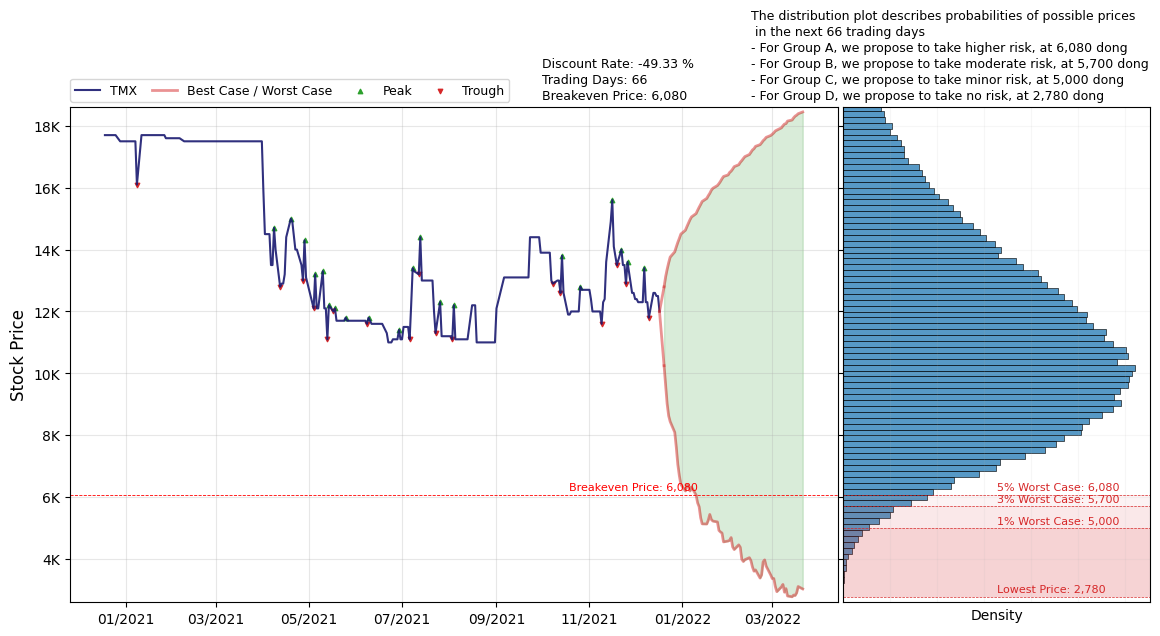 The distribution plot describes probabilities of possible prices
in the next 66 trading days
- For Group A, we propose to take higher risk, at 6,080 dong
- For Group B, we propose to take moderate risk, at 5,700 dong
- For Group C, we propose to take minor risk, at 5,000 dong
- For Group D, we propose to take no risk, at 2,780 dong
Discount Rate: -49.33 %
Trading Days: 66
Breakeven Price: 6,080
TMX
Best Case / Worst Case
Peak
Trough
Stock Price
18K
16K
14K
12K
10K
8K
6K
4K
Breakeven Price: 6,080
5% Worst Case: 6,080
3% Worst Case: 5,700
1% Worst Case: 5,000
Lowest Price: 2,780
01/2021
03/2021
05/2021
07/2021
09/2021
11/2021
01/2022
03/2022
Density